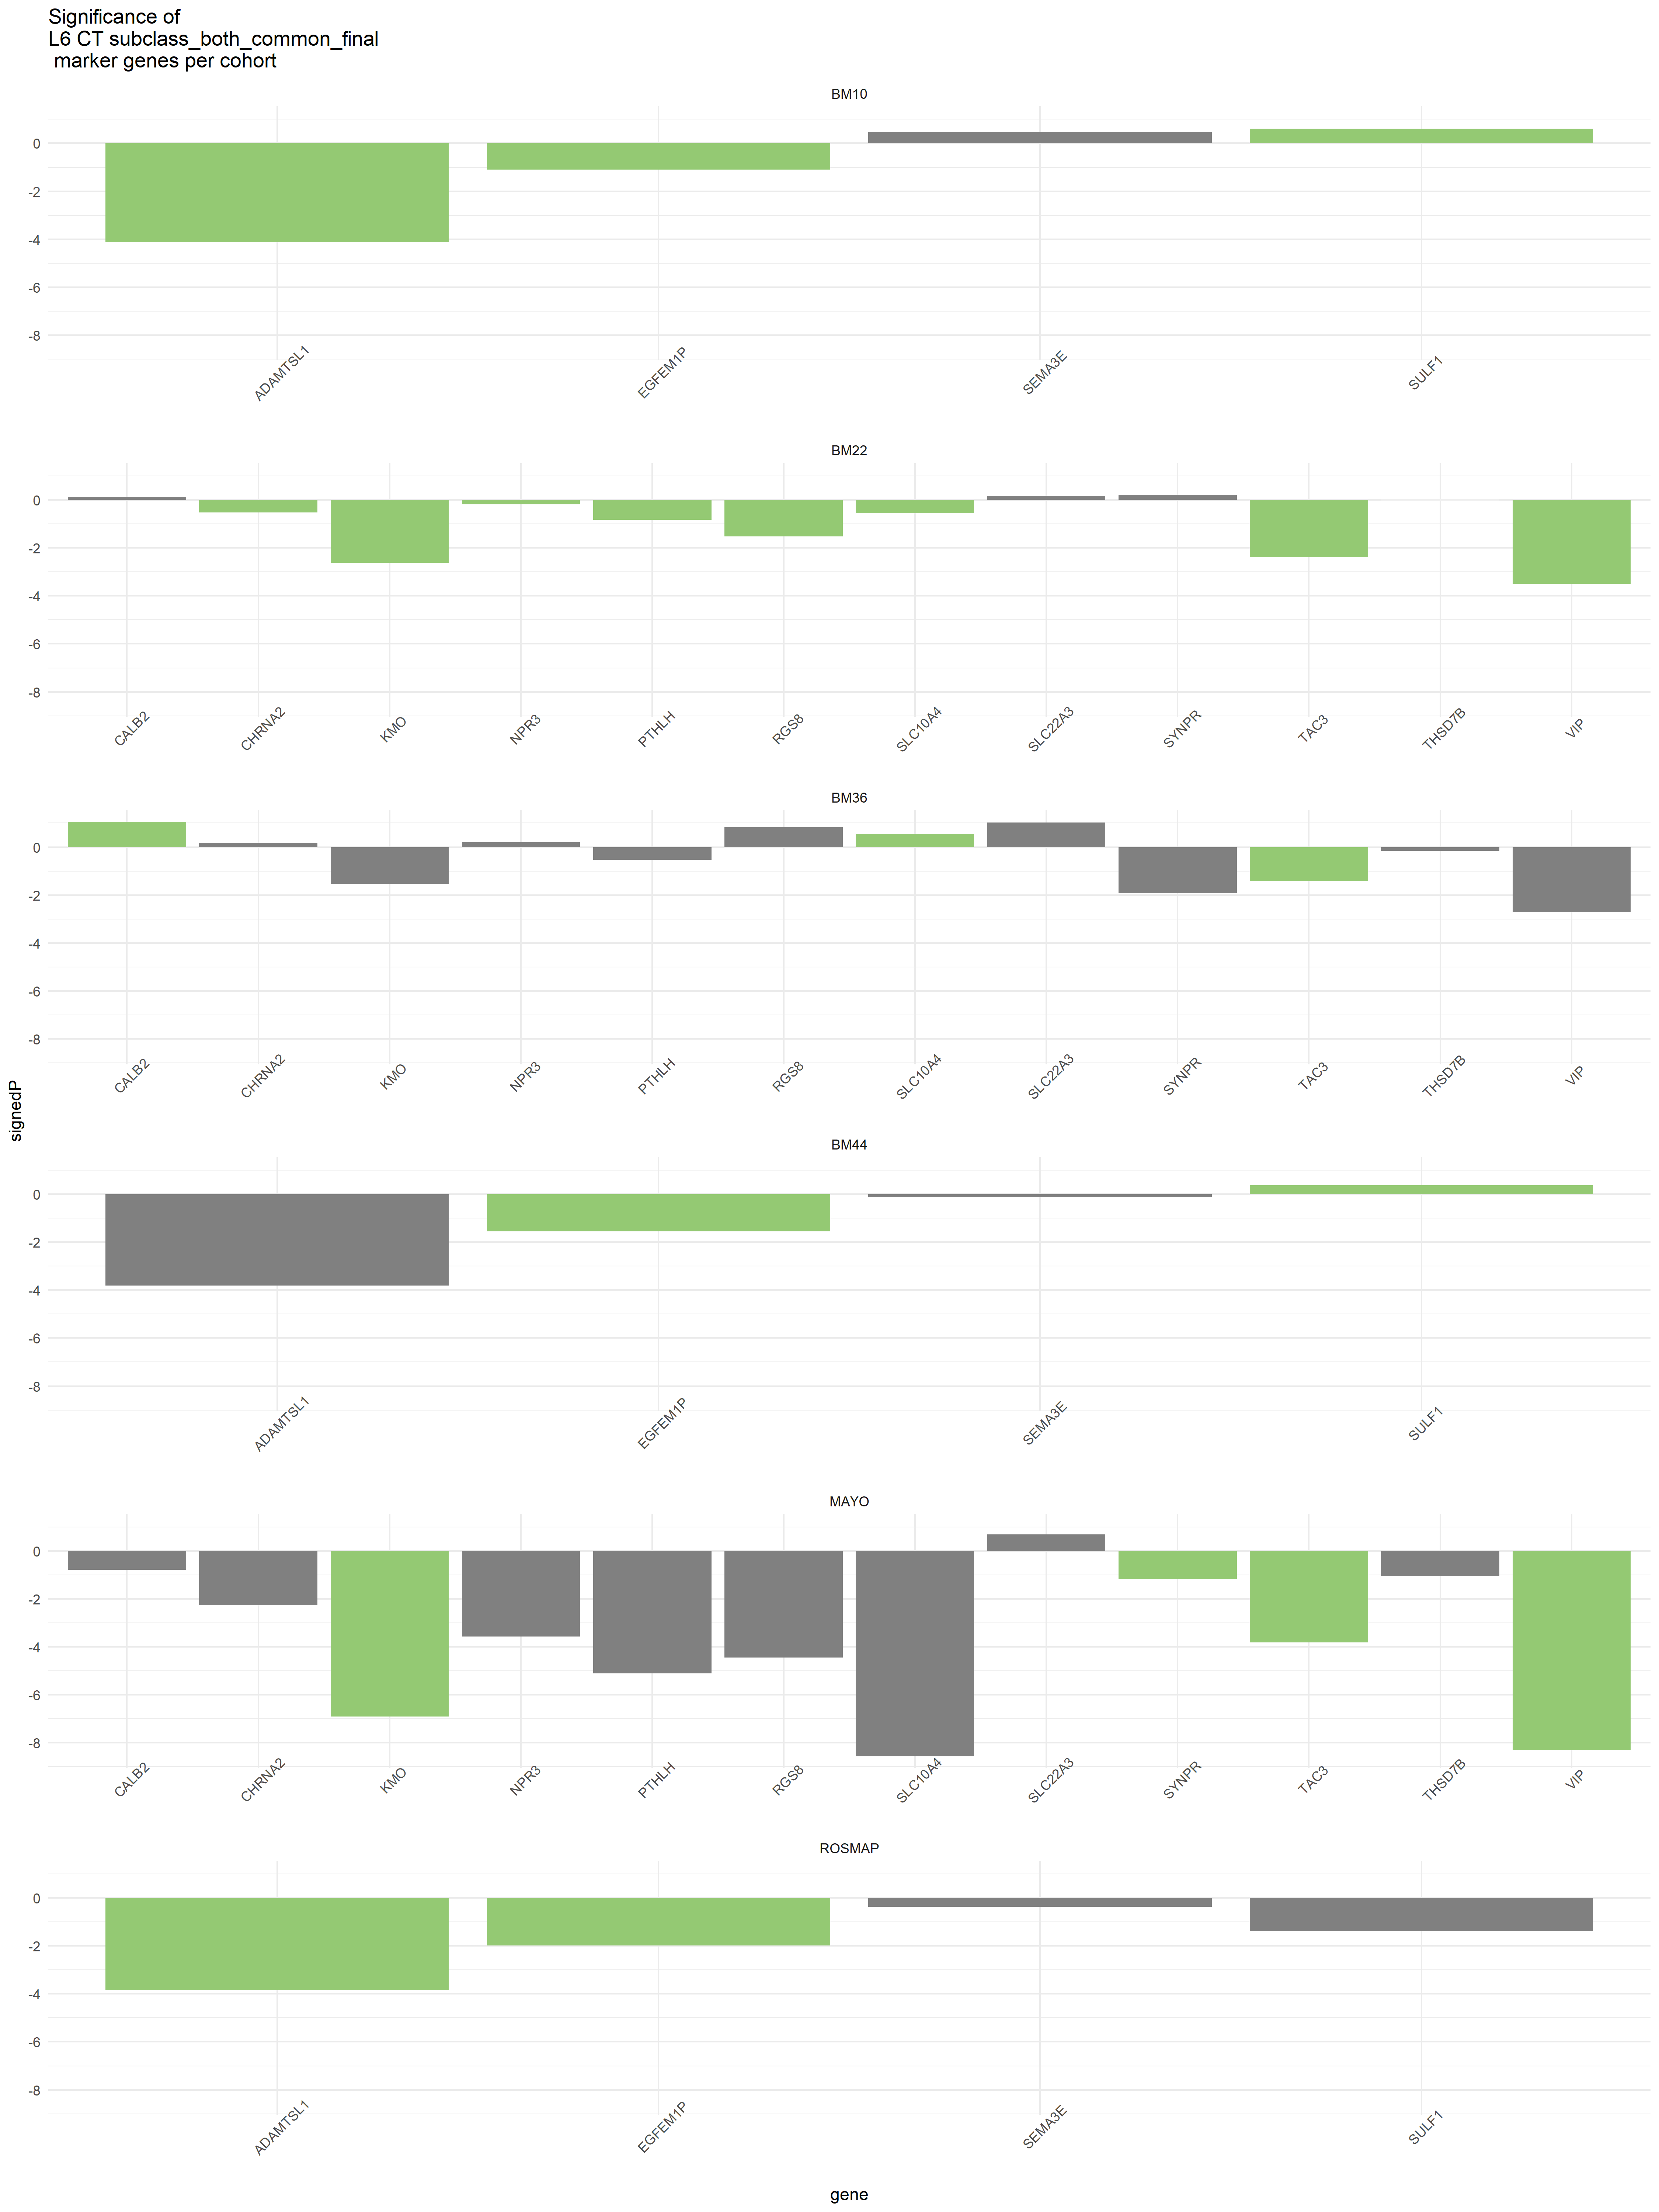 Significance of
L6 CT subclass_both_common_final
marker genes per cohort
BM10
0
-2
-4
-6
-8
ADAMTSL1 EGFEM1P SEMA3E SULF1
BM22
0
-2
-4
-6
-8
CALB2 CHRNA2 KMO NPR3 PTHLH RGS8 SLC10A4 SLC22A3 SYNPR TAC3 THSD7B VIP
BM36
0
-2
-4
-6
-8
CALB2 CHRNA2 KMO NPR3 PTHLH RGS8 SLC10A4 SLC22A3 SYNPR TAC3 THSD7B VIP
signedP
BM44
0
-2
-4
-6
-8
ADAMTSL1 EGFEM1P SEMA3E SULF1
MAYO
0
-2
-4
-6
-8
CALB2 CHRNA2 KMO NPR3 PTHLH RGS8 SLC10A4 SLC22A3 SYNPR TAC3 THSD7B VIP
ROSMAP
0
-2
-4
-6
-8
ADAMTSL1 EGFEM1P SEMA3E SULF1
gene